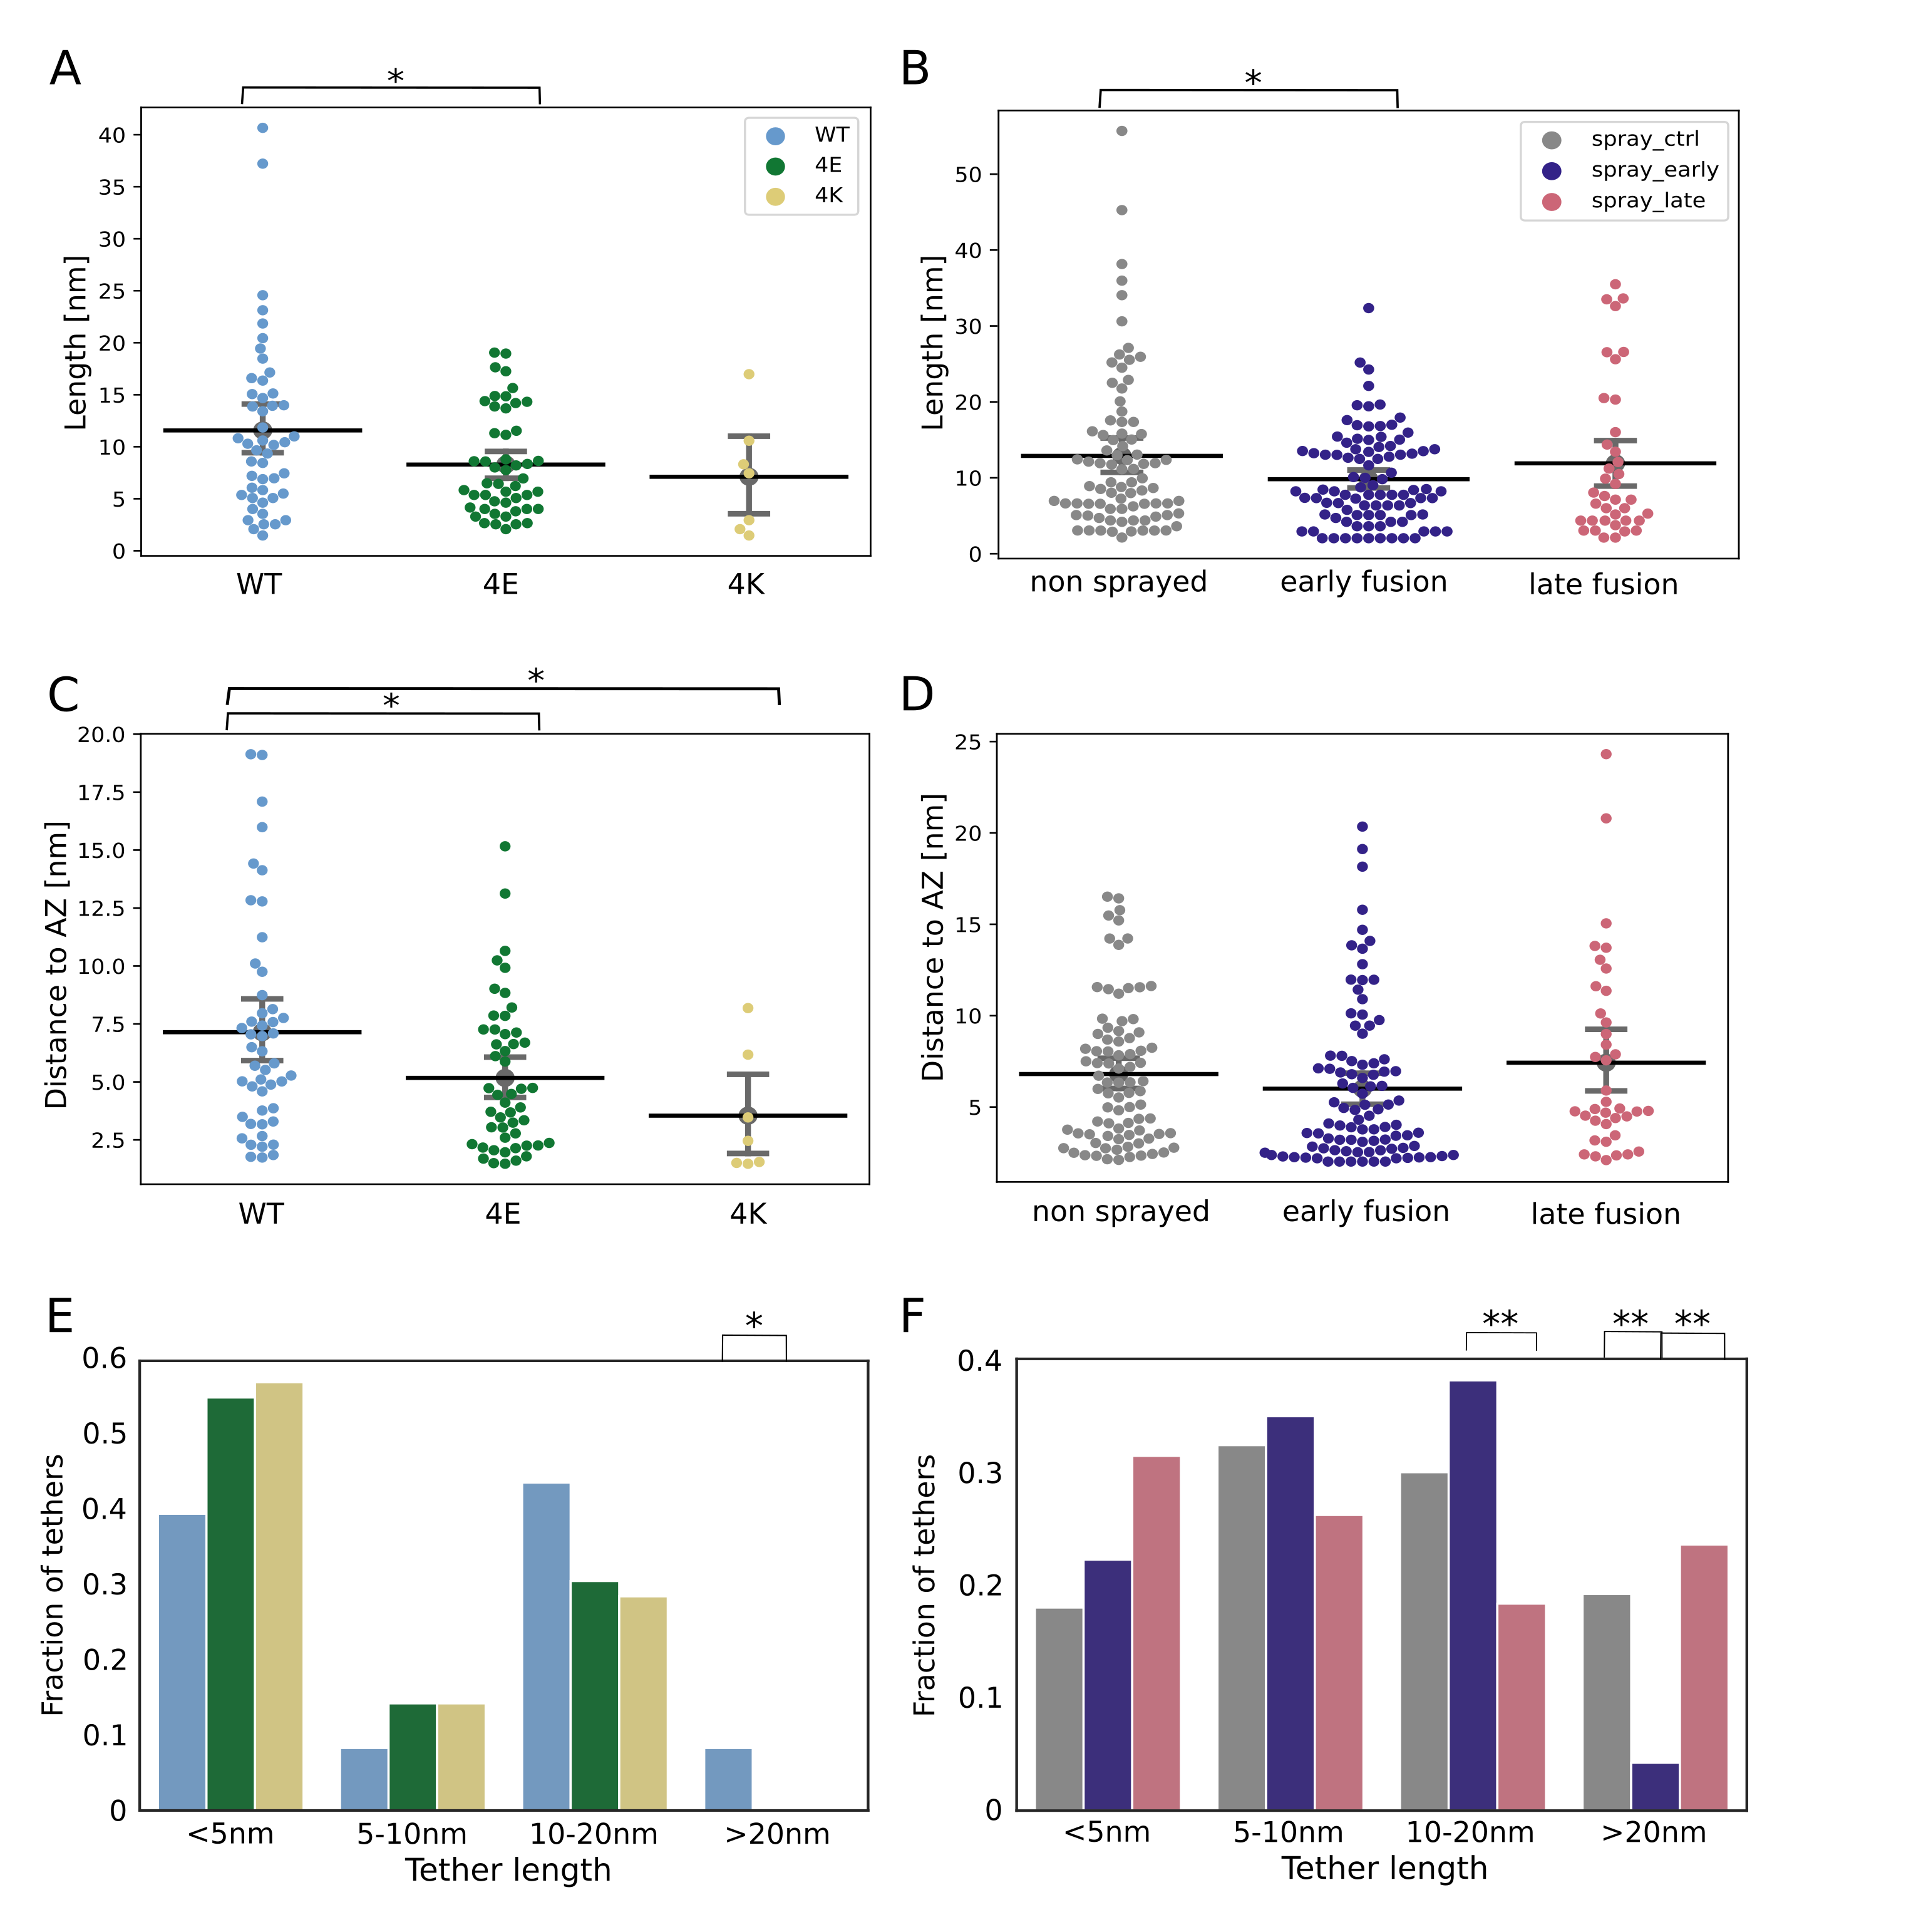 A
*
40
35
30
25
20
15
10
5
0
Length [nm]
WT
4E
4K
WT
4E
4K
B
*
50
40
30
20
10
0
Length [nm]
spray_ctrl
spray_early
spray_late
non sprayed
early fusion
late fusion
C
*
*
20.0
17.5
15.0
12.5
10.0
7.5
5.0
2.5
Distance to AZ [nm]
WT
4E
4K
D
25
20
15
10
5
Distance to AZ [nm]
non sprayed
early fusion
late fusion
E
*
0.6
0.5
0.4
0.3
0.2
0.1
0
Fraction of tethers
<5nm
5-10nm
10-20nm
>20nm
Tether length
F
**
**
**
0.4
0.3
0.2
0.1
0
Fraction of tethers
<5nm
5-10nm
10-20nm
>20nm
Tether length